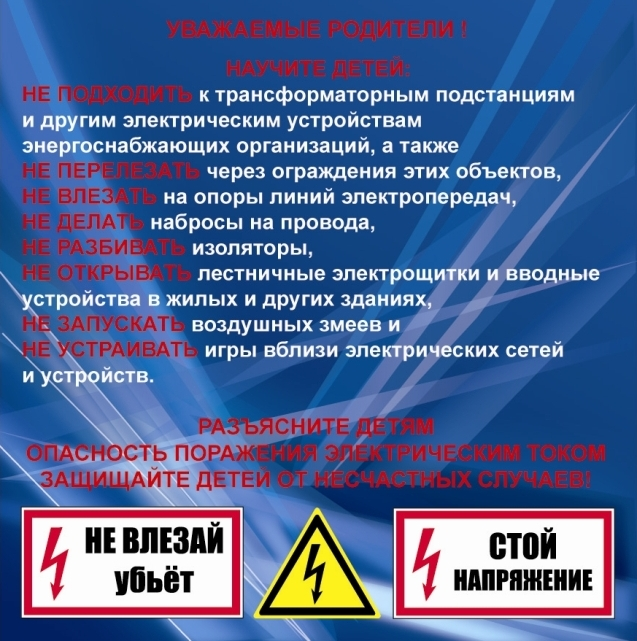 УВАЖАЕМЫЕ РОДИТЕЛИ !
НАУЧИТЕ ДЕТЕЙ:
НЕ ПОДХОДИТЬ к трансформаторным подстанциям
и другим электрическим устройствам
энергоснабжающих организаций, а также
НЕ ПЕРЕЛЕЗАТЬ через ограждения этих объектов,
НЕ ВЛЕЗАТЬ на опоры линий электропередач,
НЕ ДЕЛАТЬ набросы на провода,
НЕ РАЗБИВАТЬ изоляторы,
НЕ ОТКРЫВАТЬ лестничные электрощитки и вводные
устройства в жилых и других зданиях,
НЕ ЗАПУСКАТЬ воздушных змеев и
НЕ УСТРАИВАТЬ игры вблизи электрических сетей
и устройств.
РАЗЪЯСНИТЕ ДЕТЯМ
ОПАСНОСТЬ ПОРАЖЕНИЯ ЭЛЕКТРИЧЕСКИМ ТОКОМ
ЗАЩИЩАЙТЕ ДЕТЕЙ ОТ НЕСЧАСТНЫХ СЛУЧАЕВ!
НЕ ВЛЕЗАЙ
убьёт
СТОЙ
НАПРЯЖЕНИЕ